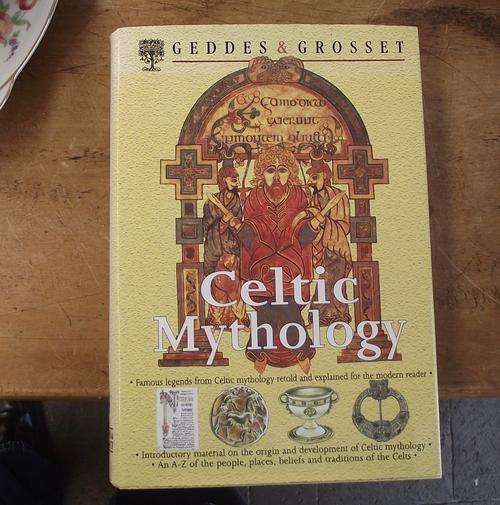 GEDDES & GROSSET
Celtic
Mythology
• Famous legends from Celtic mythology retold and explained for the modern reader •
• Introductory material on the origin and development of Celtic mythology •
• An A-Z of the people, places, beliefs and traditions of the Celts •